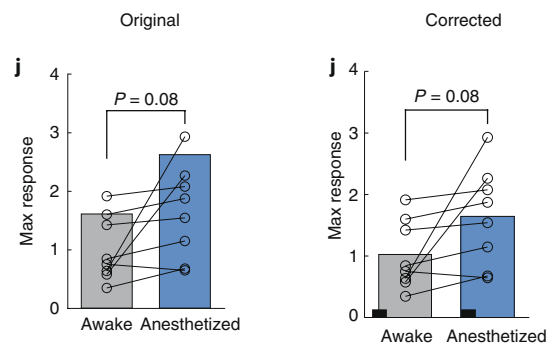 Original
Corrected
j
4
3
2
1
0
Max response
P = 0.08
Awake
Anesthetized
j
4
3
2
1
0
Max response
P = 0.08
Awake
Anesthetized